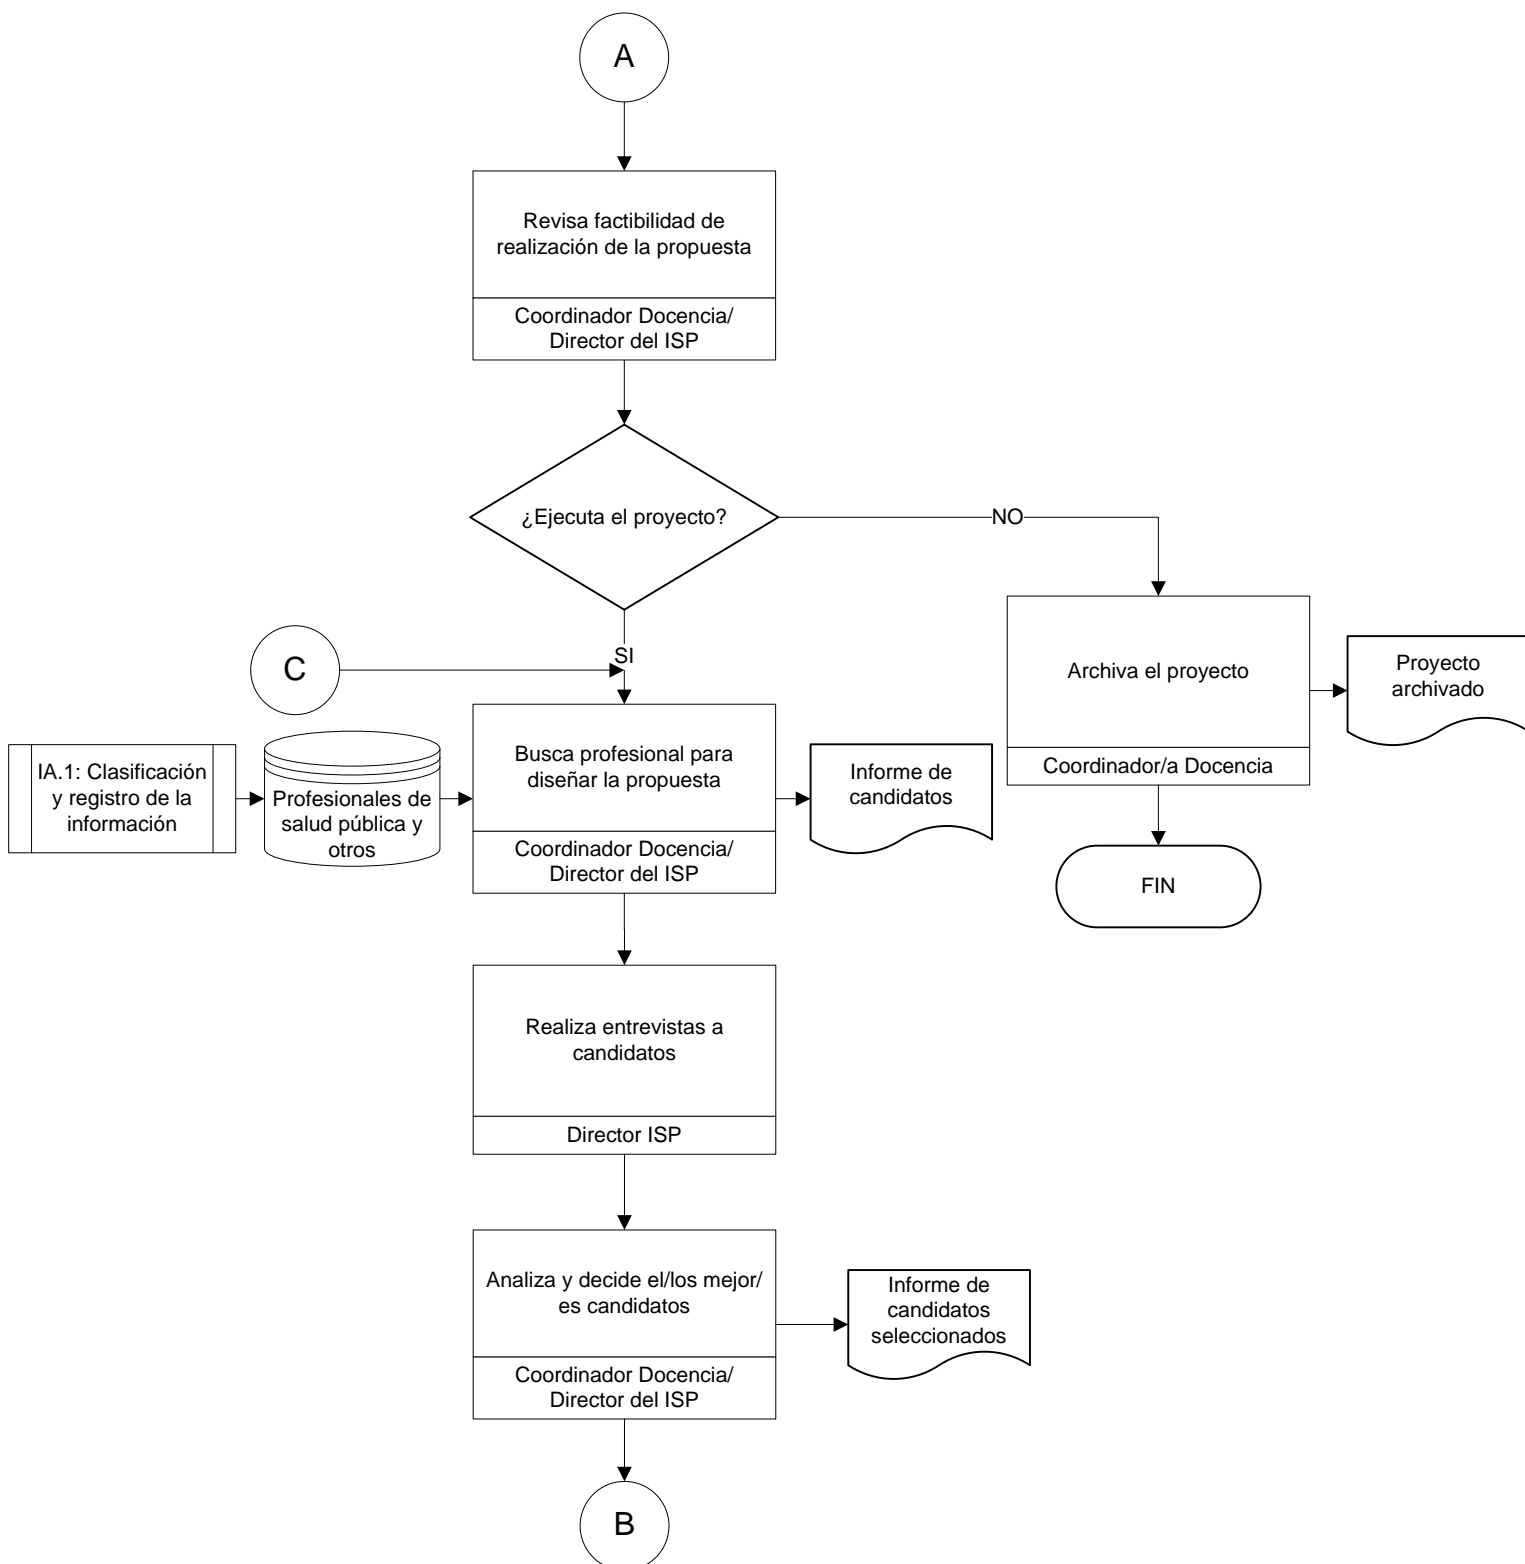 A
Revisa factibilidad de
realización de la propuesta
Coordinador Docencia/
Director del ISP
¿Ejecuta el proyecto?
NO
SI
C
Archiva el proyecto
Coordinador/a Docencia
Proyecto
archivado
FIN
IA.1: Clasificación
y registro de la
información
Profesionales de
salud pública y
otros
Busca profesional para
diseñar la propuesta
Coordinador Docencia/
Director del ISP
Informe de
candidatos
Realiza entrevistas a
candidatos
Director ISP
Analiza y decide el/los mejor/
es candidatos
Coordinador Docencia/
Director del ISP
Informe de
candidatos
seleccionados
B